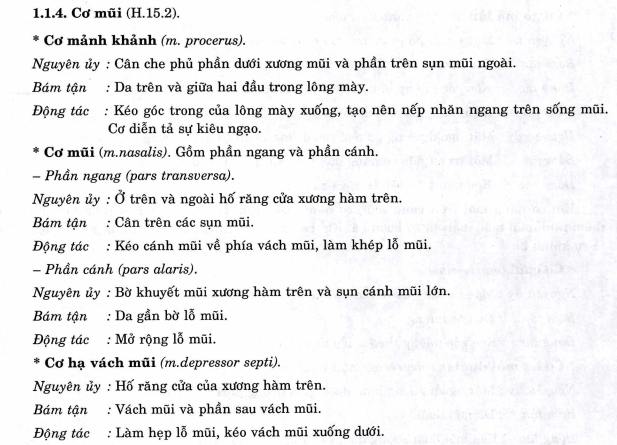 1.1.4. Cơ mũi (H.15.2).
* Cơ mảnh khảnh (m. procerus).
Nguyên ủy : Cân che phủ phần dưới xương mũi và phần trên sụn mũi ngoài.
Bám tận : Da trên và giữa hai đầu trong lông mày.
Động tác : Kéo góc trong của lông mày xuống, tạo nên nếp nhăn ngang trên sống mũi.
Cơ diễn tả sự kiêu ngạo.
* Cơ mũi (m.nasalis). Gồm phần ngang và phần cánh.
– Phần ngang (pars transversa).
Nguyên ủy : Ở trên và ngoài hố răng cửa xương hàm trên.
Bám tận : Cân trên các sụn mũi.
Động tác : Kéo cánh mũi về phía vách mũi, làm khép lỗ mũi.
– Phần cánh (pars alaris).
Nguyên ủy : Bờ khuyết mũi xương hàm trên và sụn cánh mũi lớn.
Bám tận : Da gần bờ lỗ mũi.
Động tác : Mở rộng lỗ mũi.
* Cơ hạ vách mũi (m.depressor septi).
Nguyên ủy : Hố răng cửa của xương hàm trên.
Bám tận : Vách mũi và phần sau vách mũi.
Động tác : Làm hẹp lỗ mũi, kéo vách mũi xuống dưới.